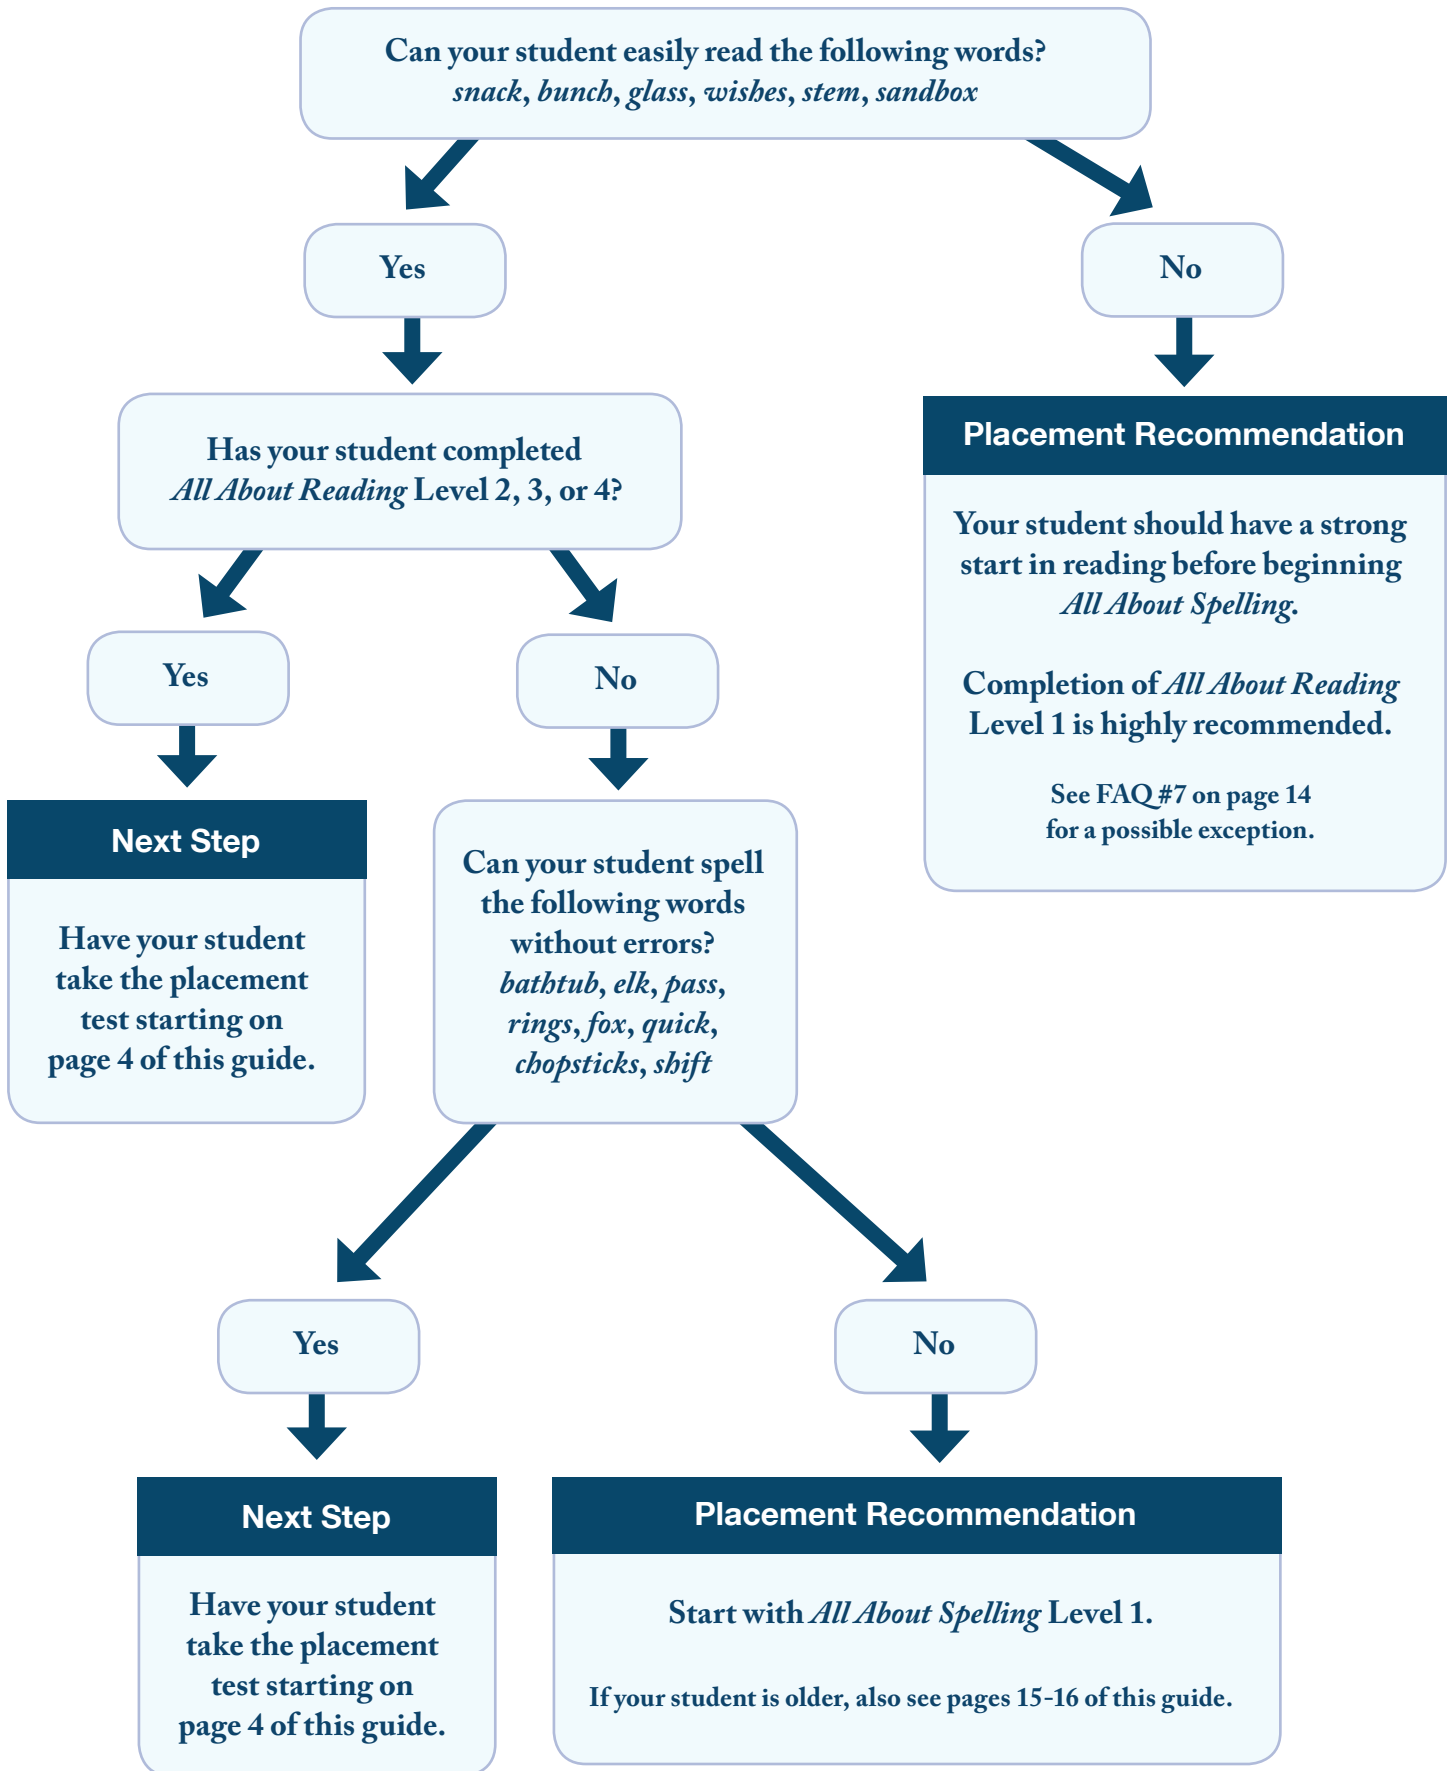 Can your student easily read the following words?
snack, bunch, glass, wishes, stem, sandbox
Yes
No
Has your student completed
All About Reading Level 2, 3, or 4?
Placement Recommendation
Your student should have a strong
start in reading before beginning
All About Spelling.
Completion of All About Reading
Level 1 is highly recommended.
See FAQ #7 on page 14
for a possible exception.
Yes
No
Next Step
Have your student
take the placement
test starting on
page 4 of this guide.
Can your student spell
the following words
without errors?
bathtub, elk, pass,
rings, fox, quick,
chopsticks, shift
Yes
No
Next Step
Have your student
take the placement
test starting on
page 4 of this guide.
Placement Recommendation
Start with All About Spelling Level 1.
If your student is older, also see pages 15-16 of this guide.